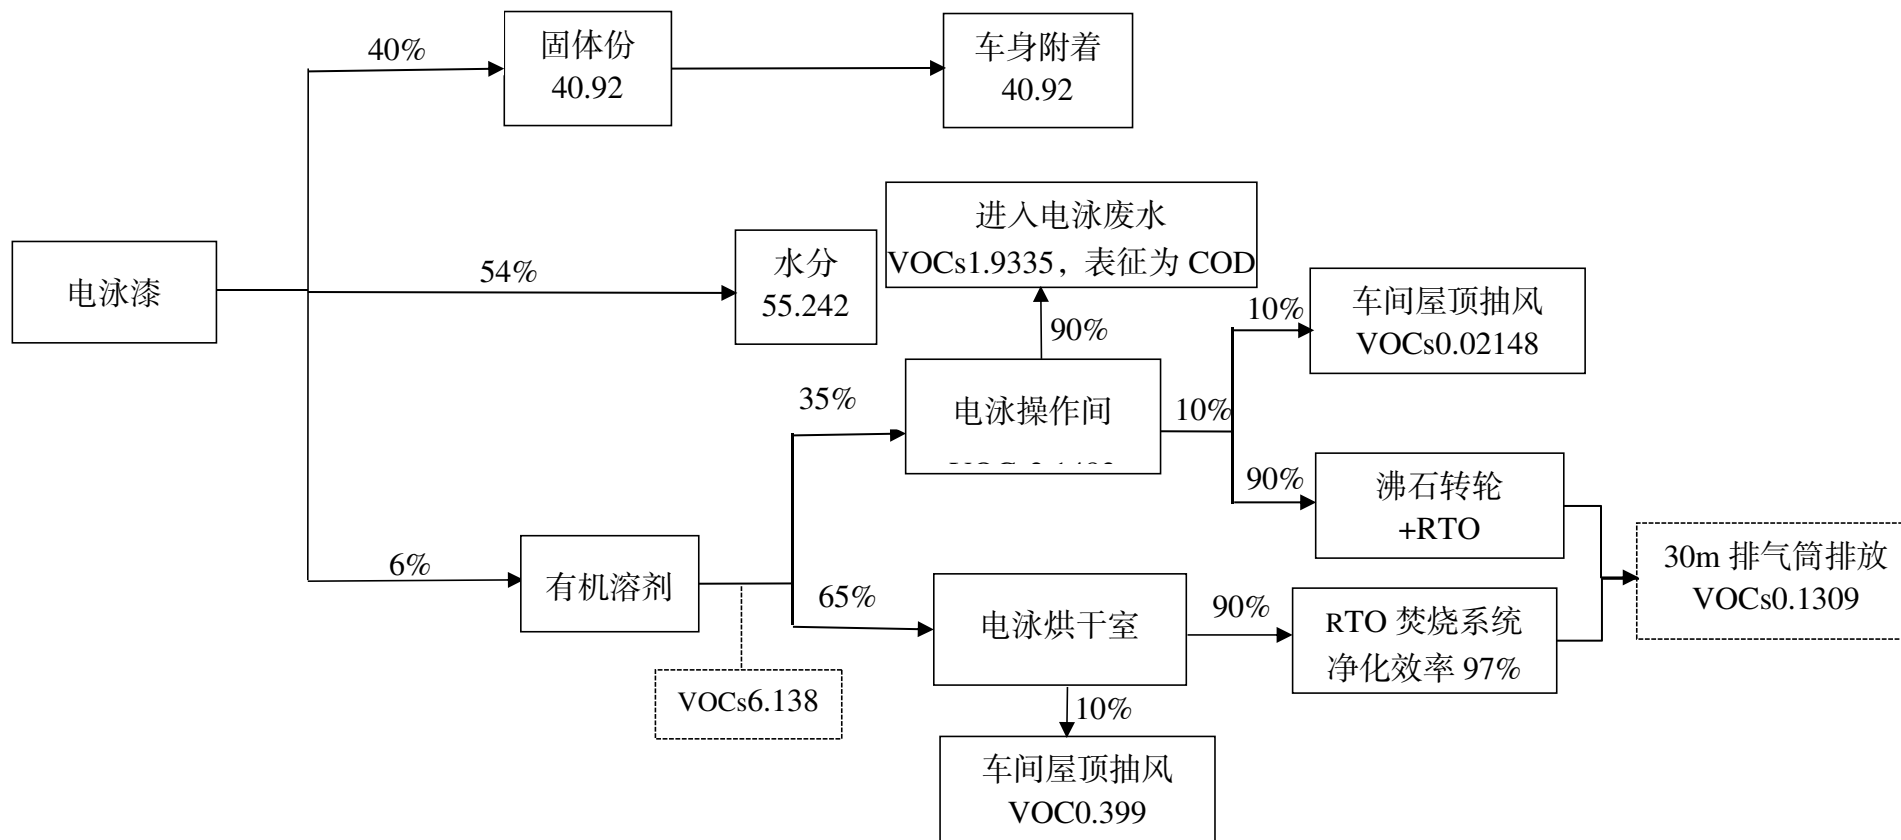 40%
固体份
40.92
车身附着
40.92
电泳漆
54%
水分
55.242
进入电泳废水
VOCs1.9335，表征为 COD
90%
10%
车间屋顶抽风
VOCs0.02148
35%
电泳操作间
10%
90%
沸石转轮
+RTO
30m 排气筒排放
VOCs0.1309
6%
有机溶剂
65%
电泳烘干室
90%
RTO 焚烧系统
净化效率 97%
VOCs6.138
10%
车间屋顶抽风
VOC0.399